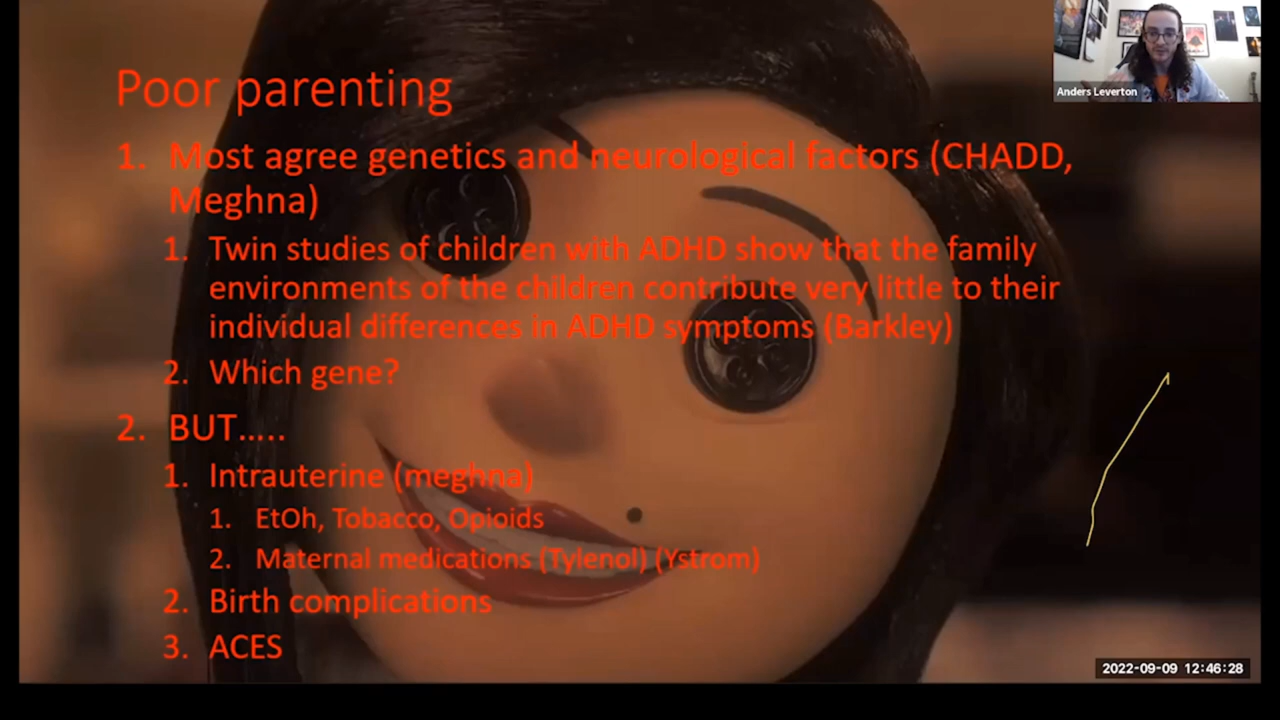 Poor parenting
Anders Leverton
1. Most agree genetics and neurological factors (CHADD,
Meghna)
1. Twin studies of children with ADHD show that the family
environments of the children contribute very little to their
individual differences in ADHD symptoms (Barkley)
2. Which gene?
2. BUT…..
1. Intrauterine (meghna)
1. EtOh, Tobacco, Opioids
2. Maternal medications (Tylenol) (Ystrom)
2. Birth complications
3. ACES
2022-09-09 12:46:28